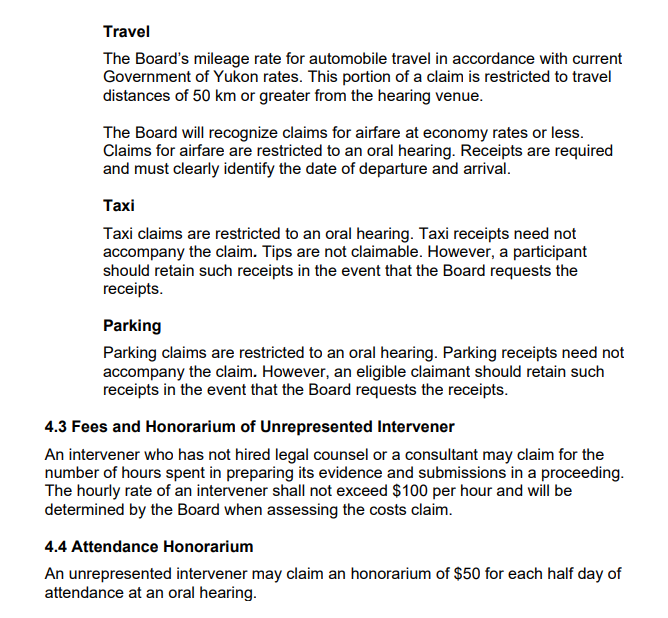 Travel
The Board's mileage rate for automobile travel in accordance with current
Government of Yukon rates. This portion of a claim is restricted to travel
distances of 50 km or greater from the hearing venue.
The Board will recognize claims for airfare at economy rates or less.
Claims for airfare are restricted to an oral hearing. Receipts are required
and must clearly identify the date of departure and arrival.
Taxi
Taxi claims are restricted to an oral hearing. Taxi receipts need not
accompany the claim. Tips are not claimable. However, a participant
should retain such receipts in the event that the Board requests the
receipts.
Parking
Parking claims are restricted to an oral hearing. Parking receipts need not
accompany the claim. However, an eligible claimant should retain such
receipts in the event that the Board requests the receipts.
4.3 Fees and Honorarium of Unrepresented Intervener
An intervener who has not hired legal counsel or a consultant may claim for the
number of hours spent in preparing its evidence and submissions in a proceeding.
The hourly rate of an intervener shall not exceed $100 per hour and will be
determined by the Board when assessing the costs claim.
4.4 Attendance Honorarium
An unrepresented intervener may claim an honorarium of $50 for each half day of
attendance at an oral hearing.